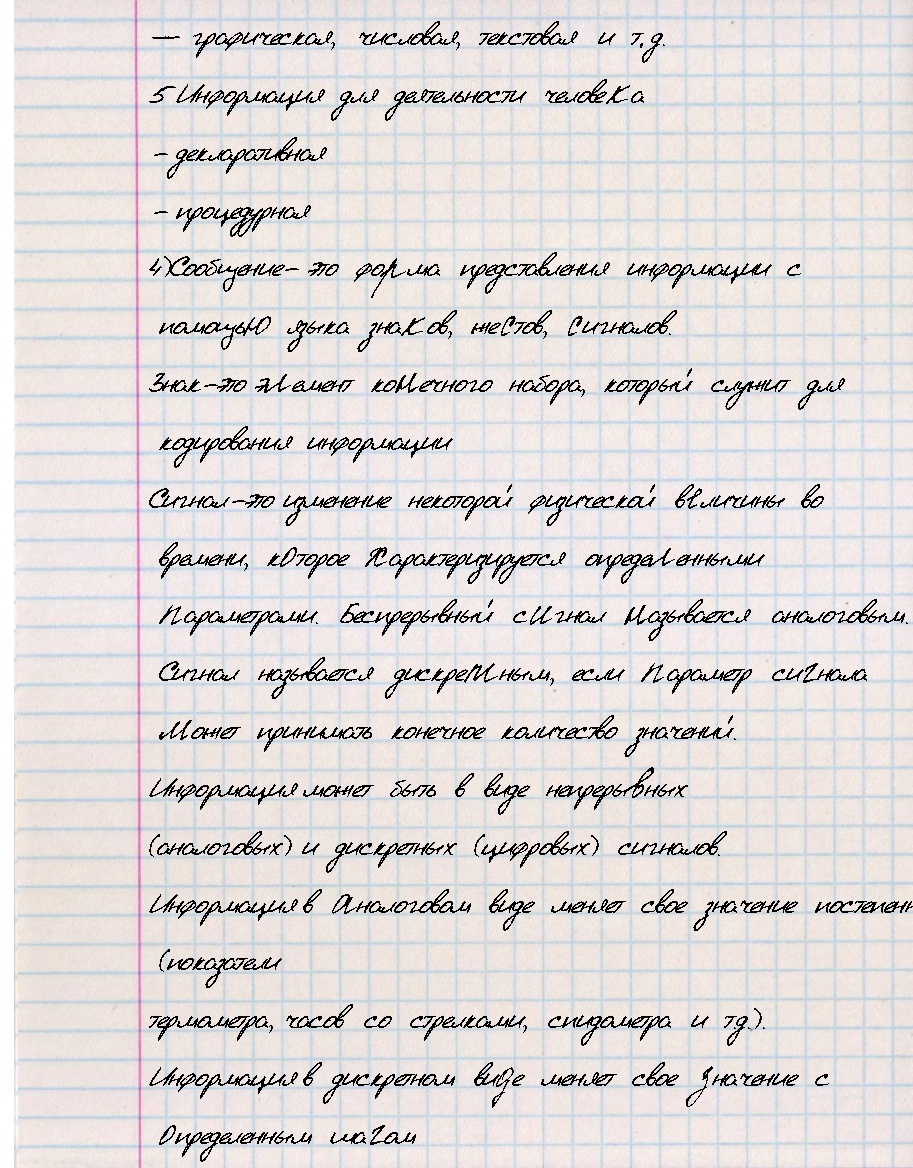 — графическая, числовая, текстовая и т.д.
5 Информация для деятельности человека
- декларативная
- процедурная
4)Сообщение- это форма представления информации с
помощью языка знаков, жестов, сигналов.
Знак-это элемент конечного набора, который служит для
кодирования информации
Сигнал-это изменение некоторой физической величины во
времени, которое характеризируется определенными
параметрами. Беспрерывный сигнал называется аналоговым.
Сигнал называется дискретным, если параметр сигнала
может принимать конечное количество значений.
Информация может быть в виде непрерывных
(аналоговых) и дискретных (цифровых) сигналов.
Информация в аналоговом виде меняет свое значение постепенн
(показатели
термометра, часов со стрелками, спидометра и тд.).
Информация в дискретном виде меняет свое значение с
определенным шагом